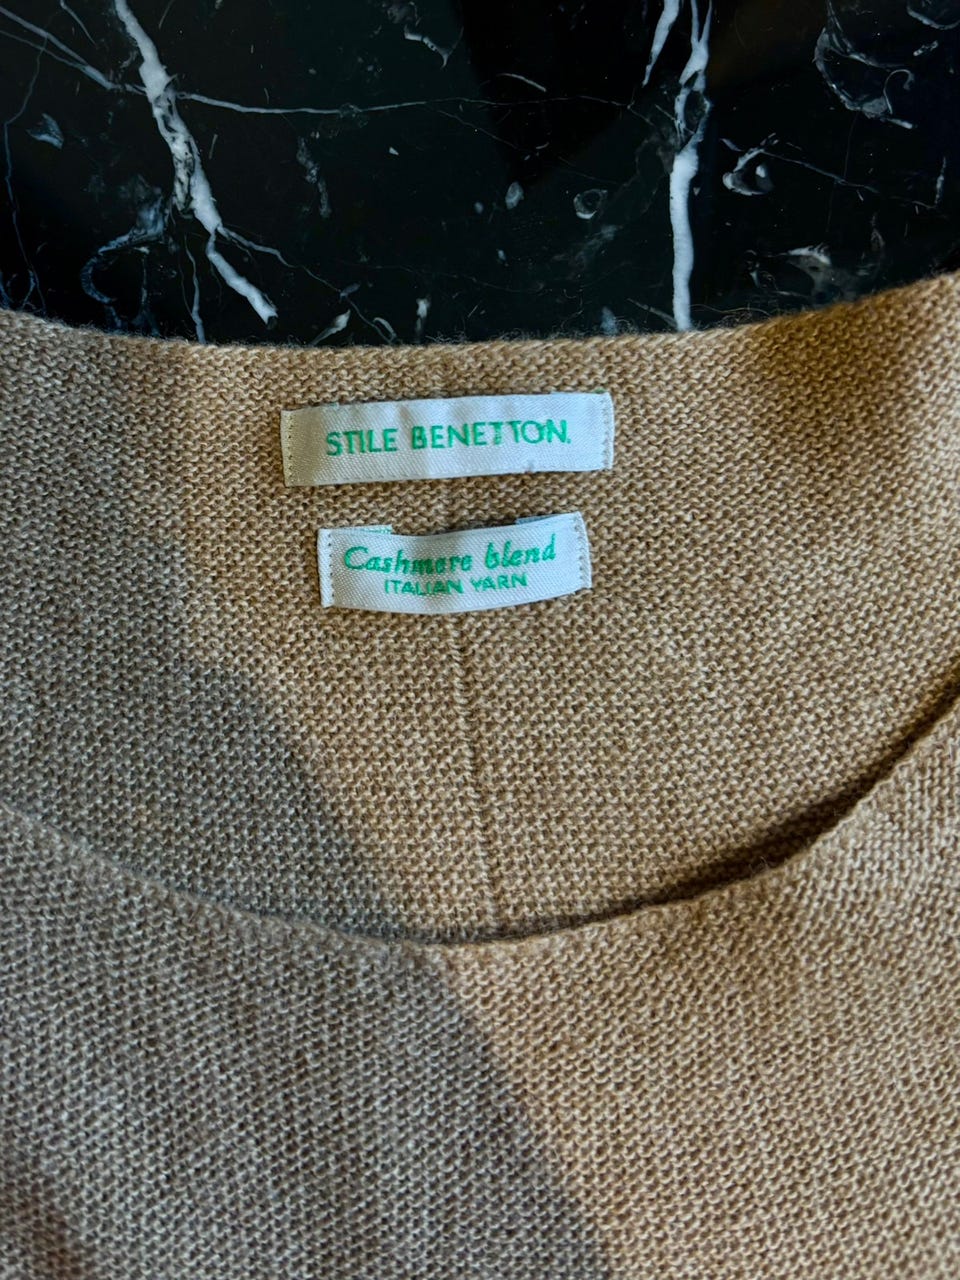 STILE BENETTON.
Cashmere blend
ITALIAN YARN